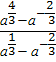 a^{4/3} - a^{-2/3}
a^{1/3} - a^{-2/3}